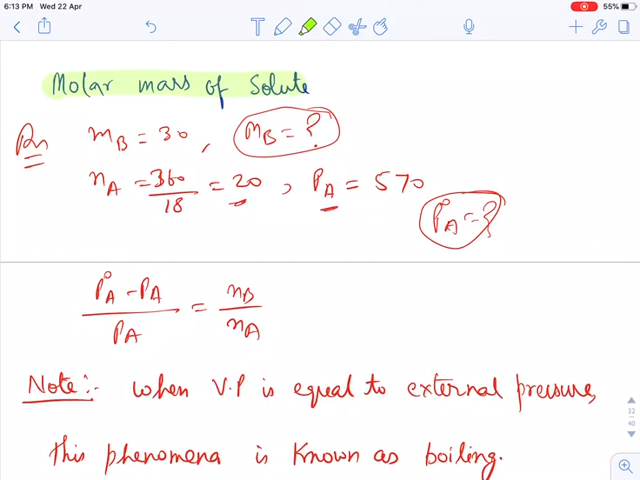 6:13 PM Wed 22 Apr 55%
Molar mass of Solute
mB = 30, mB = ?
nA = 360/18 = 20, PA = 570
P°A = ?
P°A - PA / PA = nB / nA
Note:- When V.P is equal to external pressure,
this phenomena is known as boiling.
32
40